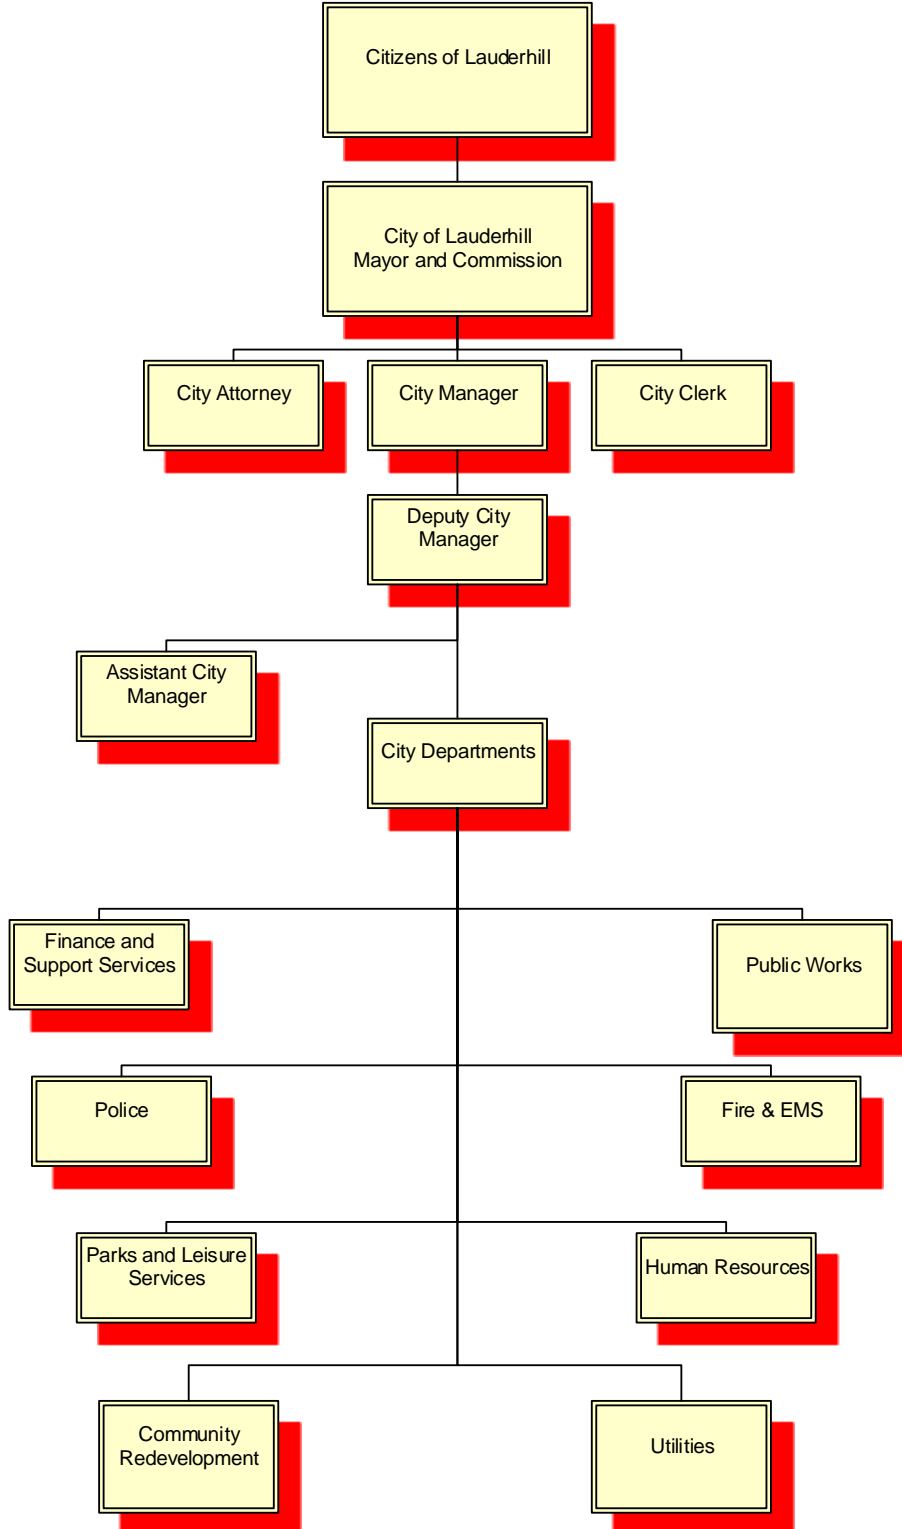 Citizens of Lauderhill
City of Lauderhill
Mayor and Commission
City Attorney
City Manager
City Clerk
Deputy City
Manager
Assistant City
Manager
City Departments
Finance and
Support Services
Public Works
Police
Fire & EMS
Parks and Leisure
Services
Human Resources
Community
Redevelopment
Utilities